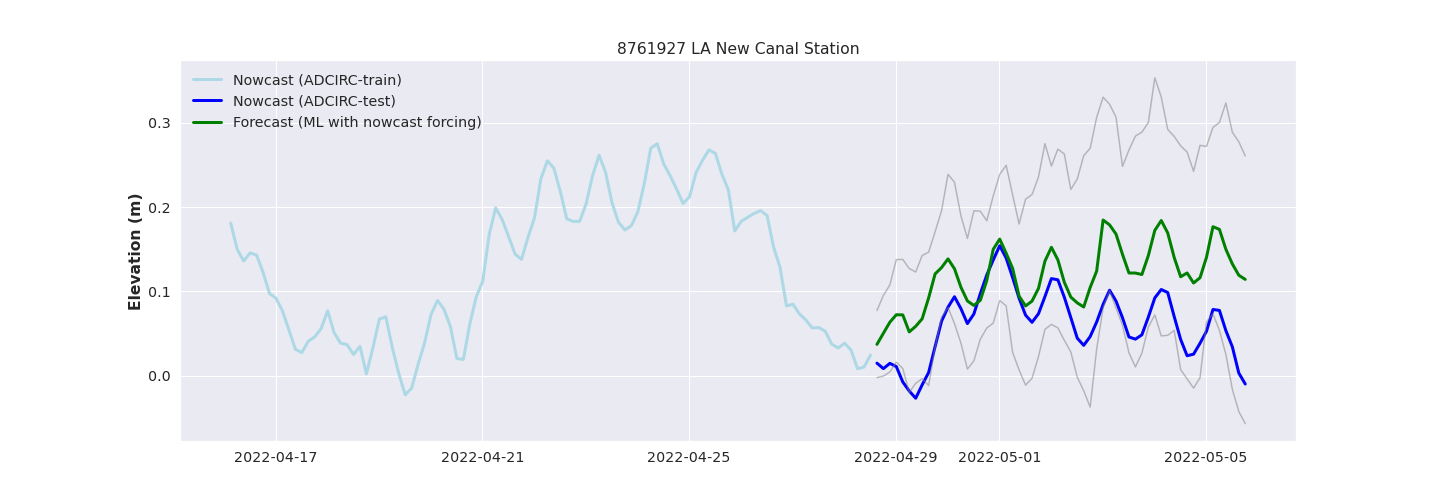 8761927 LA New Canal Station
Nowcast (ADCIRC-train)
Nowcast (ADCIRC-test)
Forecast (ML with nowcast forcing)
Elevation (m)
0.3
0.2
0.1
0.0
2022-04-17 2022-04-21 2022-04-25 2022-04-29 2022-05-01 2022-05-05